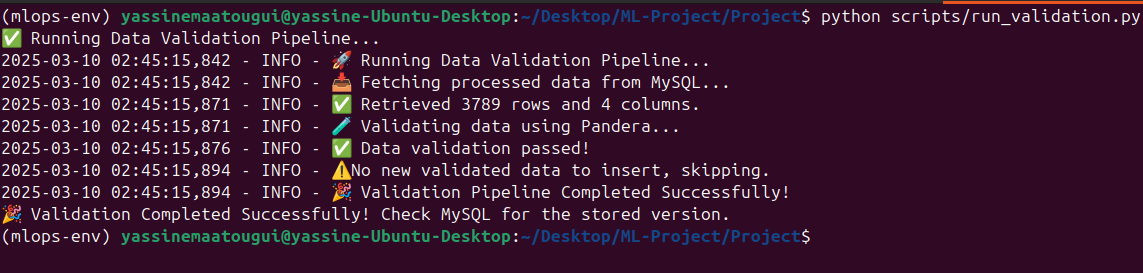 (mlops-env) yassinemaatougui@yassine-Ubuntu-Desktop:~/Desktop/ML-Project/Project$ python scripts/run_validation.py
✅ Running Data Validation Pipeline...
2025-03-10 02:45:15,842 - INFO - 🚀 Running Data Validation Pipeline...
2025-03-10 02:45:15,842 - INFO - 📥 Fetching processed data from MySQL...
2025-03-10 02:45:15,871 - INFO - ✅ Retrieved 3789 rows and 4 columns.
2025-03-10 02:45:15,871 - INFO - 🧪 Validating data using Pandera...
2025-03-10 02:45:15,876 - INFO - ✅ Data validation passed!
2025-03-10 02:45:15,894 - INFO - ⚠️No new validated data to insert, skipping.
2025-03-10 02:45:15,894 - INFO - 🎉 Validation Pipeline Completed Successfully!
🎉 Validation Completed Successfully! Check MySQL for the stored version.
(mlops-env) yassinemaatougui@yassine-Ubuntu-Desktop:~/Desktop/ML-Project/Project$